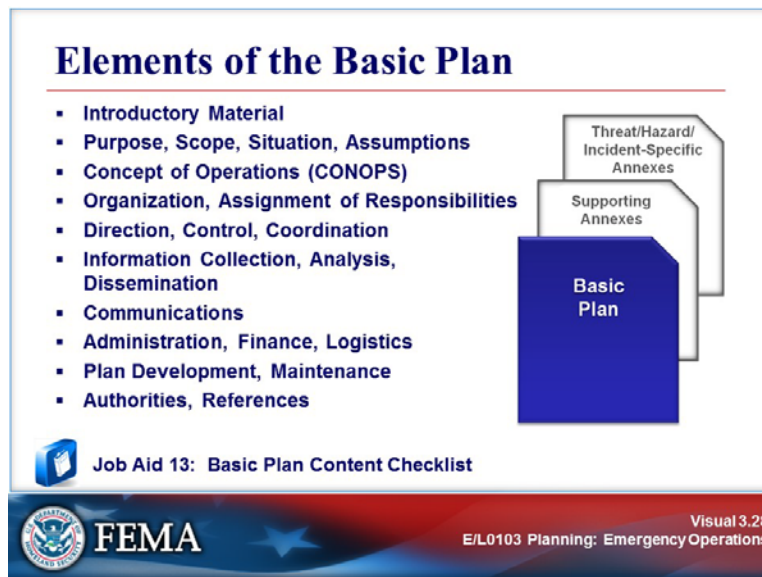 Elements of the Basic Plan
▪ Introductory Material
▪ Purpose, Scope, Situation, Assumptions
▪ Concept of Operations (CONOPS)
▪ Organization, Assignment of Responsibilities
▪ Direction, Control, Coordination
▪ Information Collection, Analysis,
Dissemination
▪ Communications
▪ Administration, Finance, Logistics
▪ Plan Development, Maintenance
▪ Authorities, References
Threat/Hazard/
Incident-Specific
Annexes
Supporting
Annexes
Basic
Plan
Job Aid 13: Basic Plan Content Checklist
FEMA
Visual 3.28
E/L0103 Planning: Emergency Operations